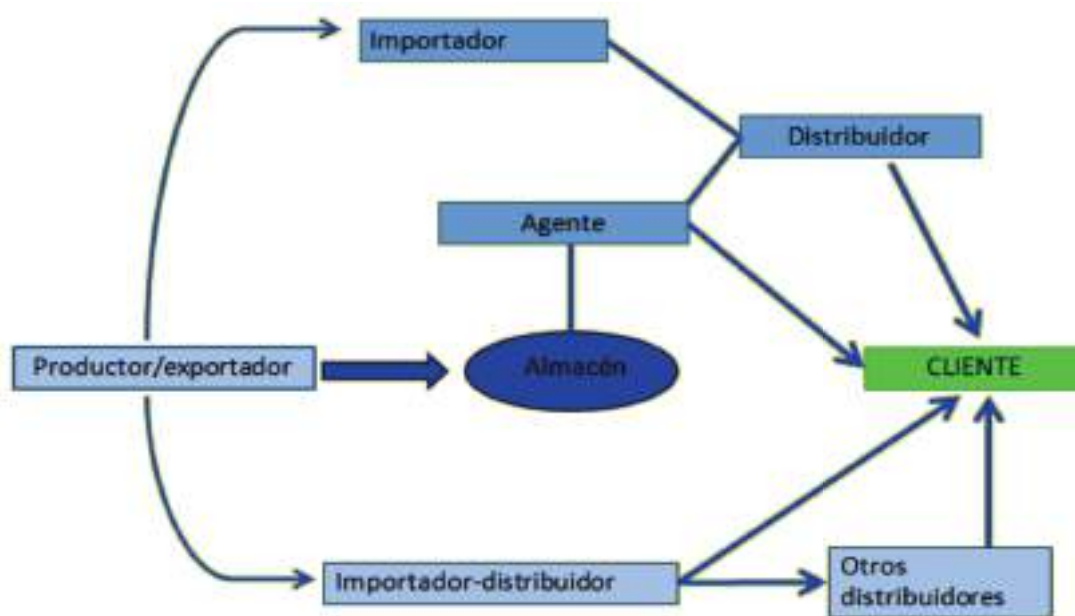 Importador
Distribuidor
Agente
Productor/exportador
Almacén
CLIENTE
Importador-distribuidor
Otros
distribuidores